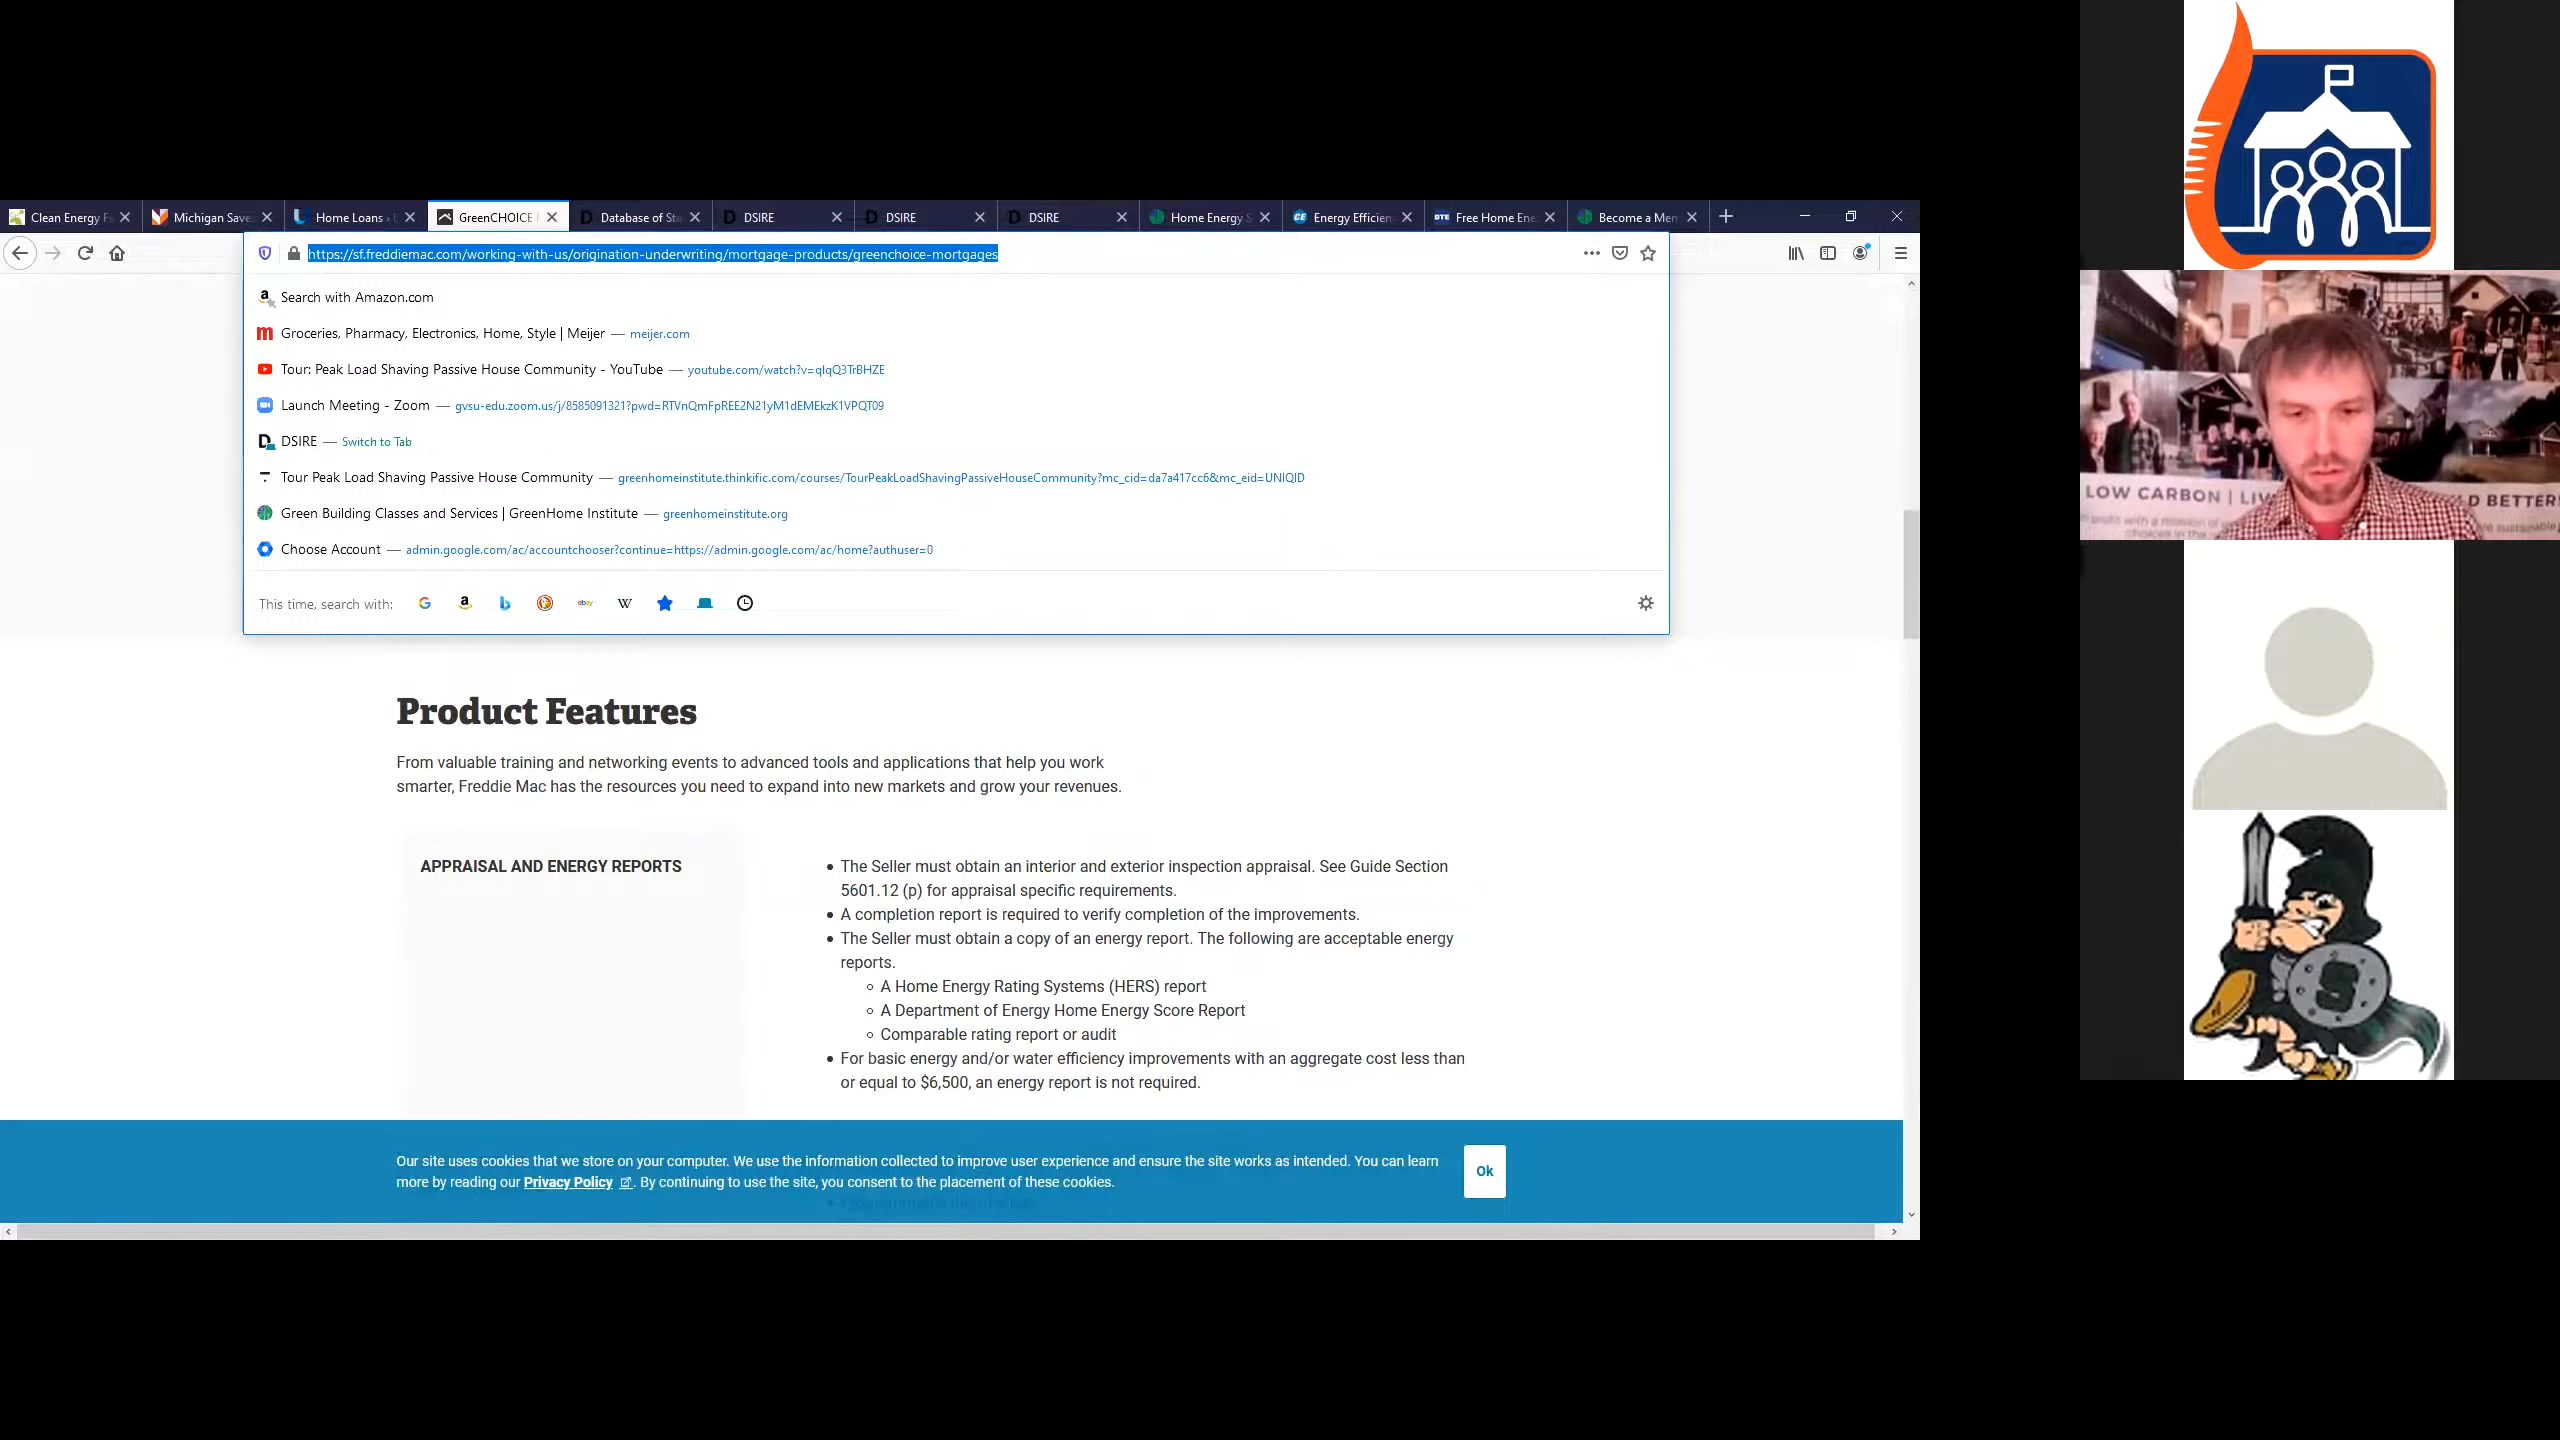 Clean Energy F
Michigan Save
Home Loans ›
GreenCHOICE
Database of Sta
DSIRE
DSIRE
DSIRE
Home Energy S
Energy Efficien
DTE Free Home Ene
Become a Mem
https://sf.freddiemac.com/working-with-us/origination-underwriting/mortgage-products/greenchoice-mortgages
Search with Amazon.com
Groceries, Pharmacy, Electronics, Home, Style | Meijer — meijer.com
Tour: Peak Load Shaving Passive House Community - YouTube — youtube.com/watch?v=qIqQ3TrBHZE
Launch Meeting - Zoom — gvsu-edu.zoom.us/j/8585091321?pwd=RTVnQmFpREE2N21yM1dEMEkzK1VPQT09
DSIRE — Switch to Tab
Tour Peak Load Shaving Passive House Community — greenhomeinstitute.thinkific.com/courses/TourPeakLoadShavingPassiveHouseCommunity?mc_cid=da7a417cc6&mc_eid=UNIQID
Green Building Classes and Services | GreenHome Institute — greenhomeinstitute.org
Choose Account — admin.google.com/ac/accountchooser?continue=https://admin.google.com/ac/home?authuser=0
This time, search with:
Product Features
From valuable training and networking events to advanced tools and applications that help you work
smarter, Freddie Mac has the resources you need to expand into new markets and grow your revenues.
APPRAISAL AND ENERGY REPORTS
The Seller must obtain an interior and exterior inspection appraisal. See Guide Section
5601.12 (p) for appraisal specific requirements.
A completion report is required to verify completion of the improvements.
The Seller must obtain a copy of an energy report. The following are acceptable energy
reports.
A Home Energy Rating Systems (HERS) report
A Department of Energy Home Energy Score Report
Comparable rating report or audit
For basic energy and/or water efficiency improvements with an aggregate cost less than
or equal to $6,500, an energy report is not required.
Our site uses cookies that we store on your computer. We use the information collected to improve user experience and ensure the site works as intended. You can learn
more by reading our Privacy Policy . By continuing to use the site, you consent to the placement of these cookies.
Ok
LOW CARBON | LIV
D BETTER